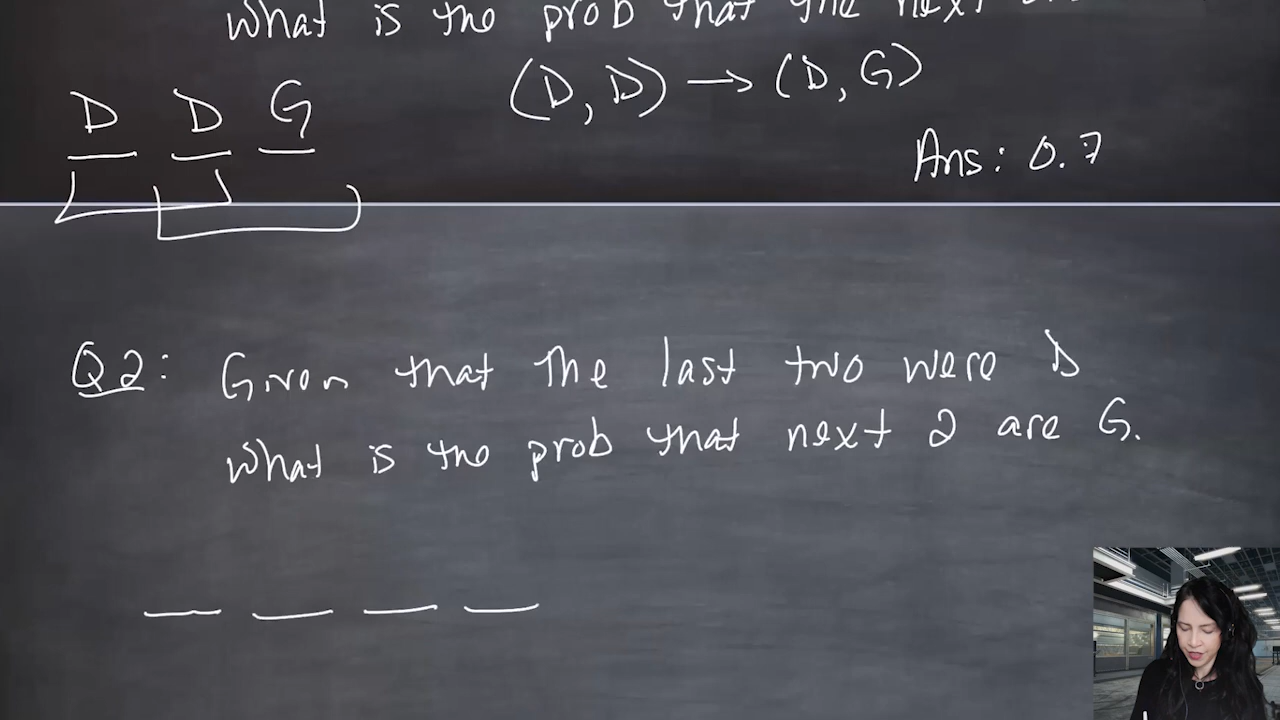 What is the prob that the next
D D G
(D, D) → (D, G)
Ans: 0.7
Q2: Given that the last two were D
What is the prob that next 2 are G.